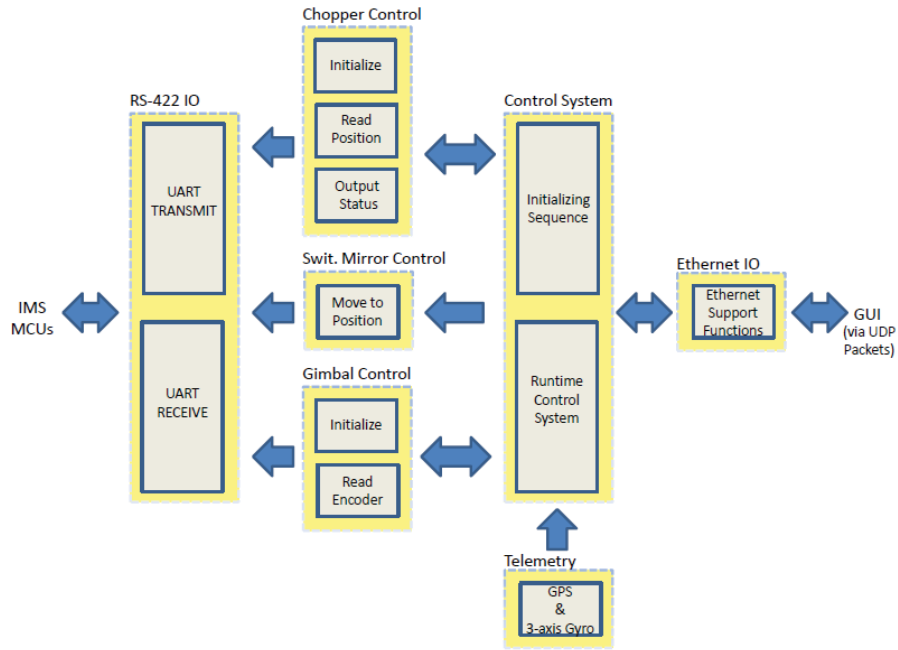 Chopper Control
Initialize
Read
Position
Output
Status
RS-422 IO
UART
TRANSMIT
UART
RECEIVE
IMS
MCUs
Swit. Mirror Control
Move to
Position
Gimbal Control
Initialize
Read
Encoder
Control System
Initializing
Sequence
Runtime
Control
System
Ethernet IO
Ethernet
Support
Functions
GUI
(via UDP
Packets)
Telemetry
GPS
&
3-axis Gyro